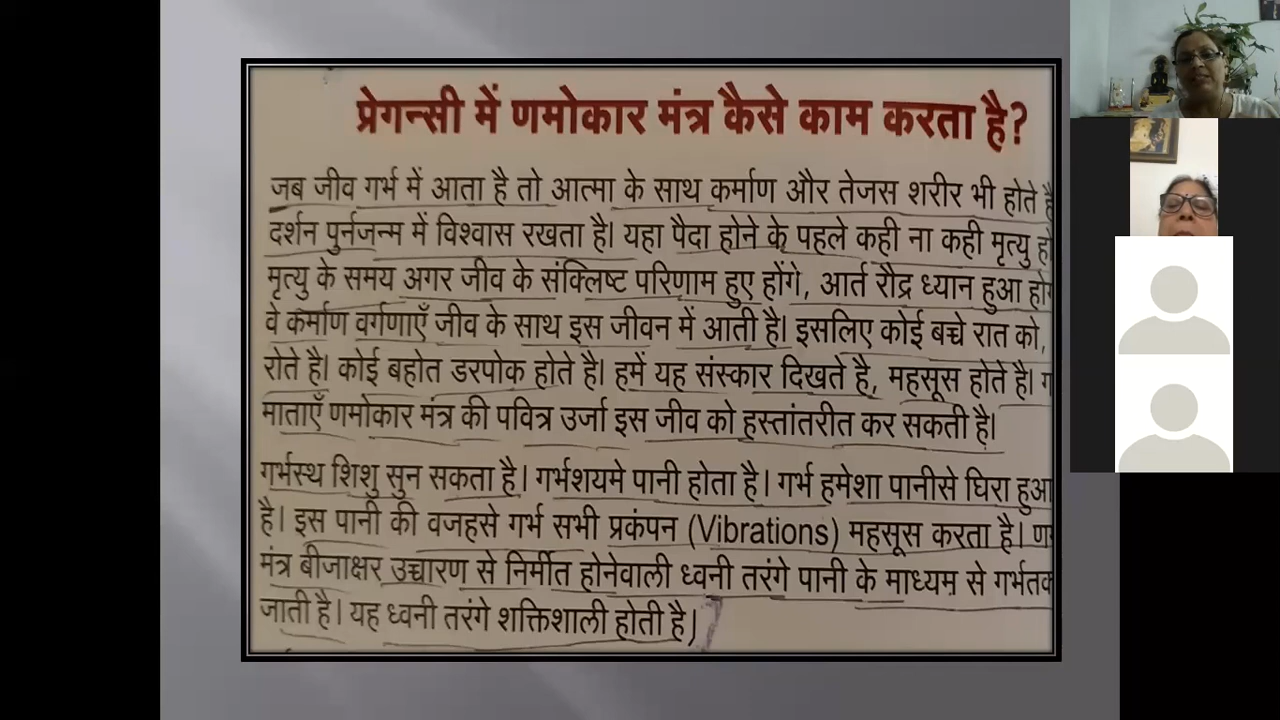 प्रेगन्सी में णमोकार मंत्र कैसे काम करता है?
जब जीव गर्भ में आता है तो आत्मा के साथ कर्माण और तेजस शरीर भी होते
दर्शन पुर्नजन्म में विश्वास रखता है। यहा पैदा होने के पहले कही ना कही मृत्यु
मृत्यु के समय अगर जीव के संक्लिष्ट परिणाम हुए होंगे, आर्त रौद्र ध्यान हुआ
वे कर्माण वर्गणाएँ जीव के साथ इस जीवन में आती है। इसलिए कोई बच्चे रात को,
रोते है। कोई बहोत डरपोक होते है। हमें यह संस्कार दिखते है, महसूस होते है।
माताएँ णमोकार मंत्र की पवित्र उर्जा इस जीव को हस्तांतरीत कर सकती है।
गर्भस्थ शिशु सुन सकता है। गर्भशयमे पानी होता है। गर्भ हमेशा पानीसे घिरा हुआ
है। इस पानी की वजहसे गर्भ सभी प्रकंपन (Vibrations) महसूस करता है।
मंत्र बीजाक्षर उच्चारण से निर्मीत होनेवाली ध्वनी तरंगे पानी के माध्यम से गर्भतक
जाती है। यह ध्वनी तरंगे शक्तिशाली होती है।